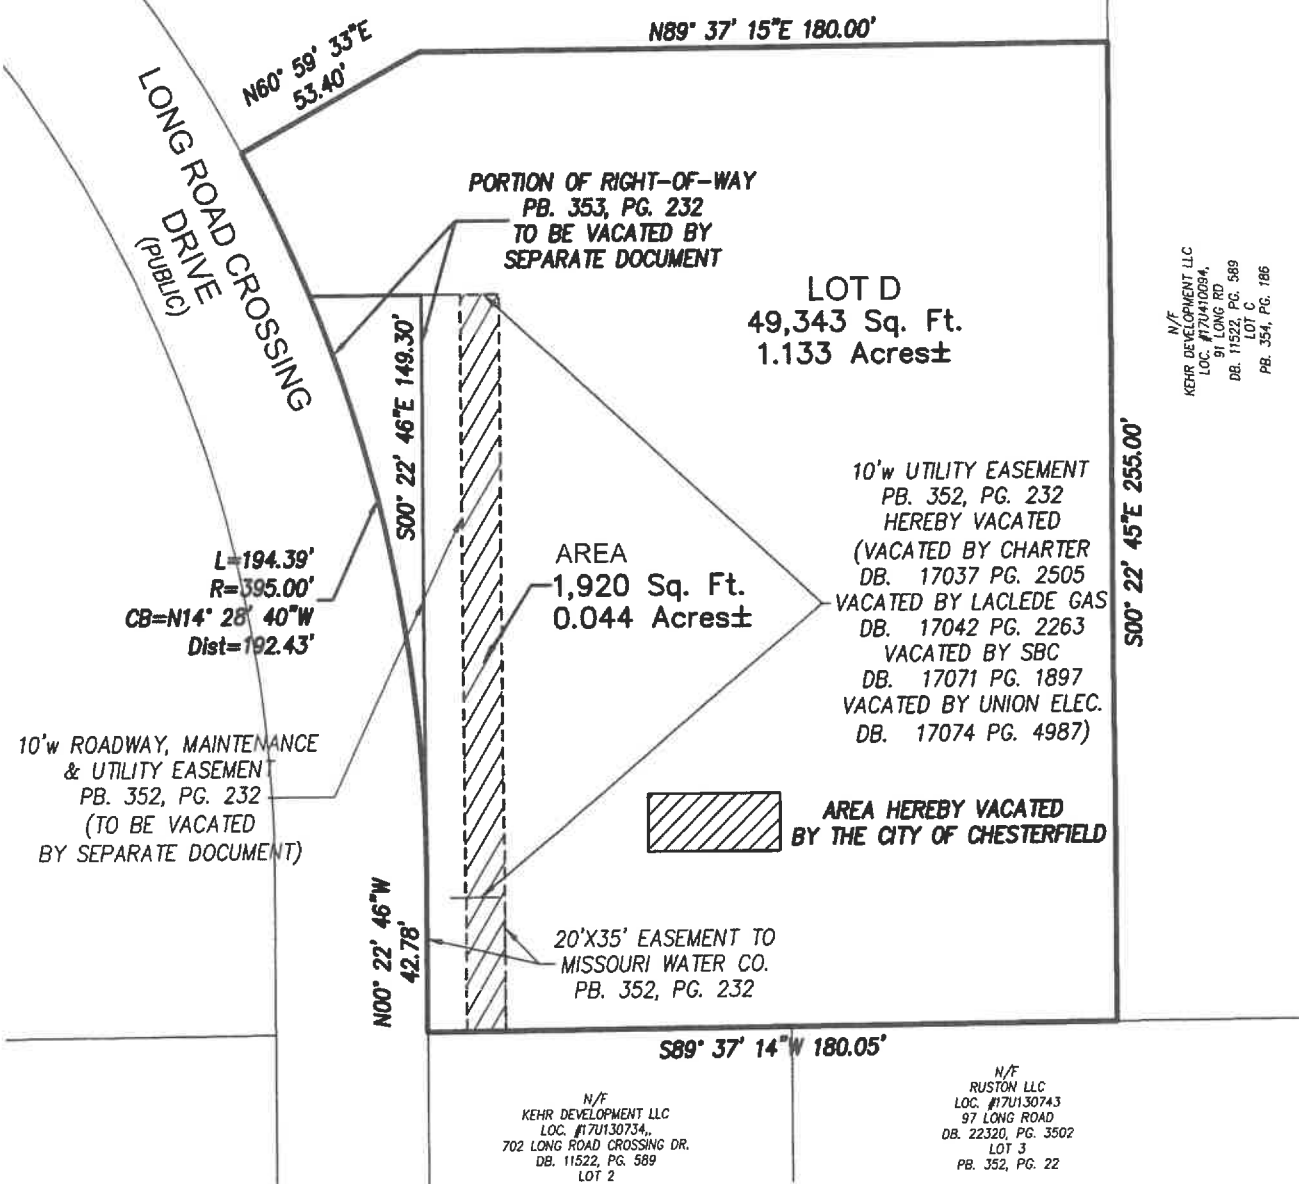 N89° 37' 15"E 180.00'
N60° 59' 33"E
53.40'
LONG ROAD CROSSING
DRIVE
(PUBLIC)
PORTION OF RIGHT-OF-WAY
PB. 353, PG. 232
TO BE VACATED BY
SEPARATE DOCUMENT
LOT D
49,343 Sq. Ft.
1.133 Acres±
N/F
KEHR DEVELOPMENT LLC
LOC. #17U410094,
91 LONG RD
DB. 11522, PG. 589
LOT C
PB. 354, PG. 186
S00° 22' 46"E 149.30'
S00° 22' 45"E 255.00'
10'w UTILITY EASEMENT
PB. 352, PG. 232
HEREBY VACATED
(VACATED BY CHARTER
DB. 17037 PG. 2505
VACATED BY LACLEDE GAS
DB. 17042 PG. 2263
VACATED BY SBC
DB. 17071 PG. 1897
VACATED BY UNION ELEC.
DB. 17074 PG. 4987)
AREA
1,920 Sq. Ft.
0.044 Acres±
L=194.39'
R=395.00'
CB=N14° 28' 40"W
Dist=192.43'
10'w ROADWAY, MAINTENANCE
& UTILITY EASEMENT
PB. 352, PG. 232
(TO BE VACATED
BY SEPARATE DOCUMENT)
AREA HEREBY VACATED
BY THE CITY OF CHESTERFIELD
N00° 22' 46"W
42.78'
20'X35' EASEMENT TO
MISSOURI WATER CO.
PB. 352, PG. 232
S89° 37' 14"W 180.05'
N/F
KEHR DEVELOPMENT LLC
LOC. #17U130734,,
702 LONG ROAD CROSSING DR.
DB. 11522, PG. 589
LOT 2
N/F
RUSTON LLC
LOC. #17U130743
97 LONG ROAD
DB. 22320, PG. 3502
LOT 3
PB. 352, PG. 22